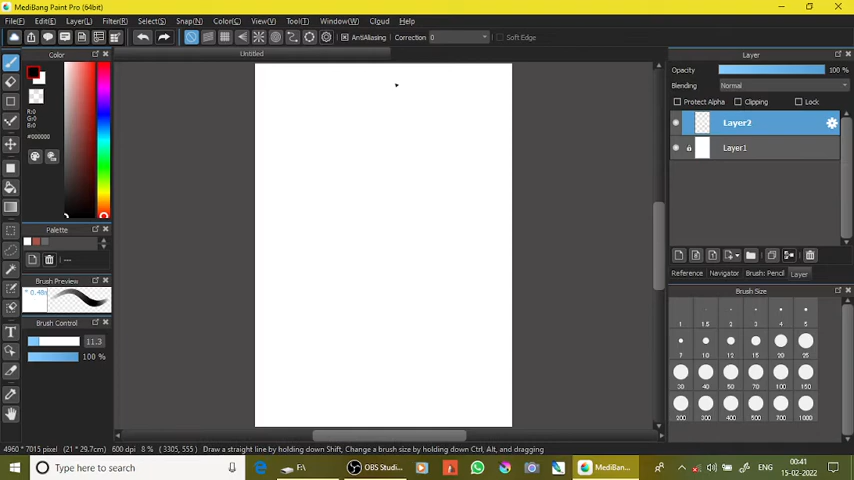 MediBang Paint Pro (64bit)
File(F) Edit(E) Layer(L) Filter(R) Select(S) Snap(N) Color(C) View(V) Tool(T) Window(W) Cloud Help
AntiAliasing Correction 0 Soft Edge
Color
Untitled
Layer
Opacity 100 %
Blending Normal
Protect Alpha Clipping Lock
R:0
G:0
B:0
#000000
Layer2
Layer1
Palette
---
Reference Navigator Brush: Pencil Layer
Brush Preview
Brush Size
Brush Control
11.3
100 %
1 1.5 2 3 4 5
7 10 12 15 20 25
30 40 50 70 100 150
200 300 400 500 700 1000
4960 * 7015 pixel (21 * 29.7cm) 600 dpi 8 % (3305, 555) Draw a straight line by holding down Shift, Change a brush size by holding down Ctrl, Alt, and dragging
Type here to search
F:\
OBS Studi...
MediBan...
ENG
00:41
15-02-2022